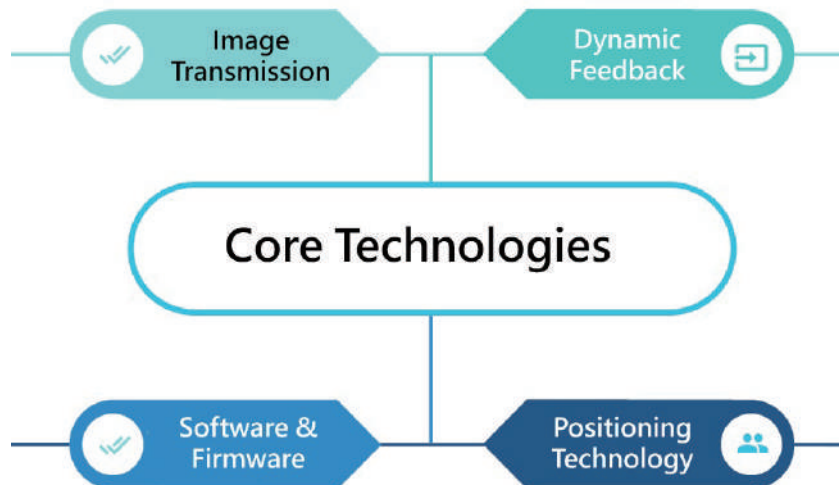 Image
Transmission
Dynamic
Feedback
Core Technologies
Software &
Firmware
Positioning
Technology